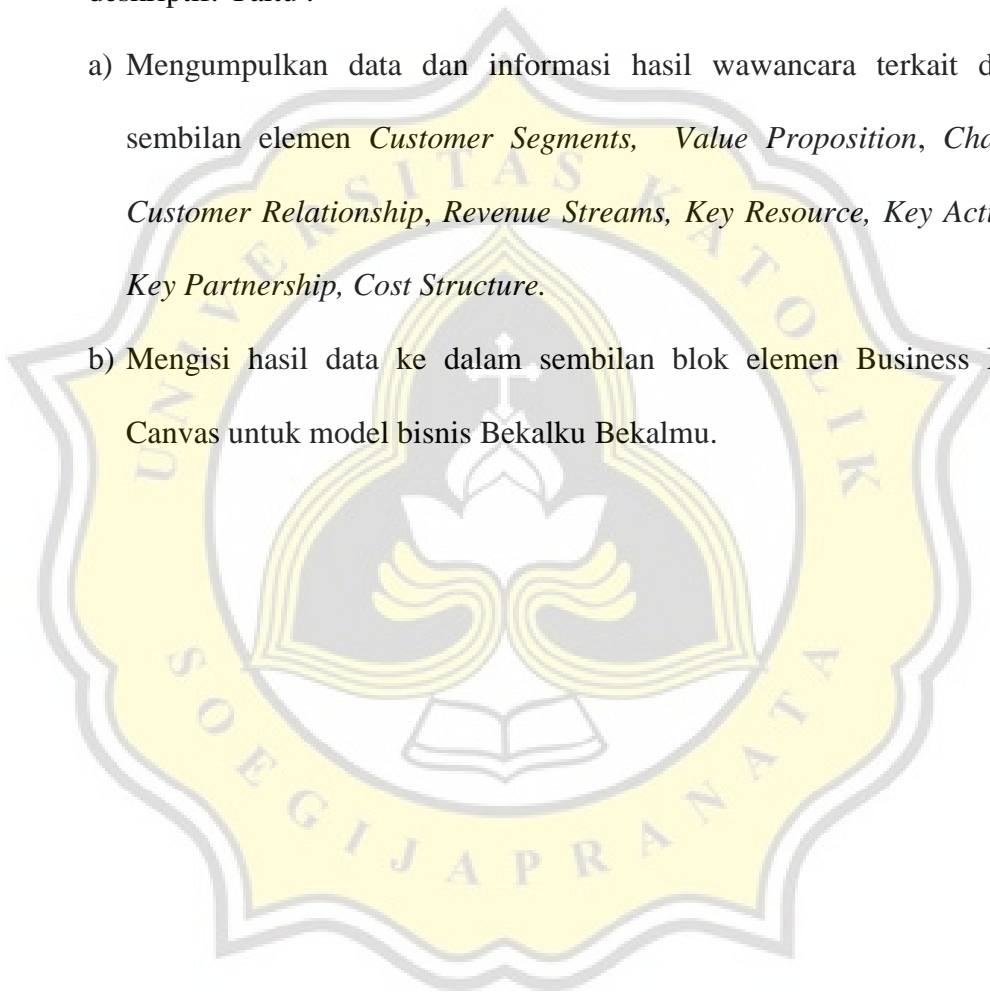 a) Mengumpulkan data dan informasi hasil wawancara terkait
sembilan elemen Customer Segments, Value Proposition,
Customer Relationship, Revenue Streams, Key Resource, Key
Key Partnership, Cost Structure.
b) Mengisi hasil data ke dalam sembilan blok elemen Business
Canvas untuk model bisnis Bekalku Bekalmu.
UNIVERSITAS KATOLIK
SOEGIJAPRANATA